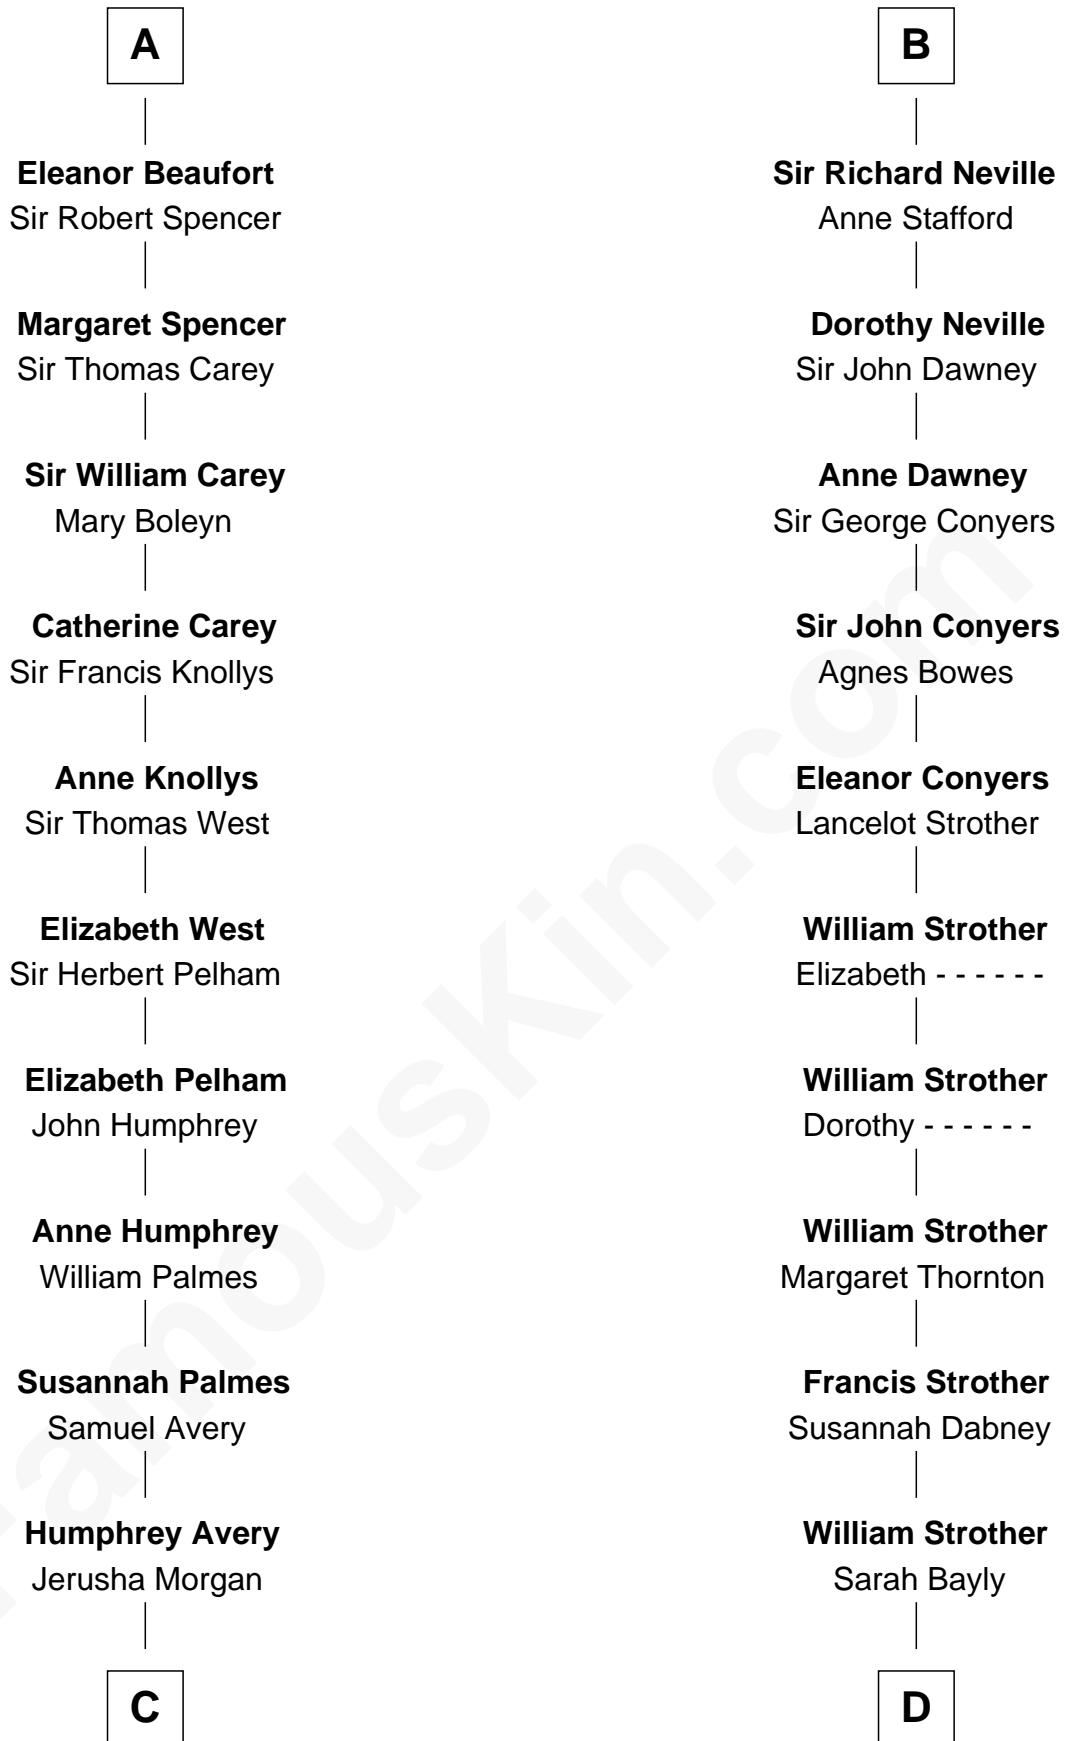 A
Eleanor Beaufort
Sir Robert Spencer
Margaret Spencer
Sir Thomas Carey
Sir William Carey
Mary Boleyn
Catherine Carey
Sir Francis Knollys
Anne Knollys
Sir Thomas West
Elizabeth West
Sir Herbert Pelham
Elizabeth Pelham
John Humphrey
Anne Humphrey
William Palmes
Susannah Palmes
Samuel Avery
Humphrey Avery
Jerusha Morgan
C
B
Sir Richard Neville
Anne Stafford
Dorothy Neville
Sir John Dawney
Anne Dawney
Sir George Conyers
Sir John Conyers
Agnes Bowes
Eleanor Conyers
Lancelot Strother
William Strother
Elizabeth - - - - - -
William Strother
Dorothy - - - - - -
William Strother
Margaret Thornton
Francis Strother
Susannah Dabney
William Strother
Sarah Bayly
D
FamousKin.com